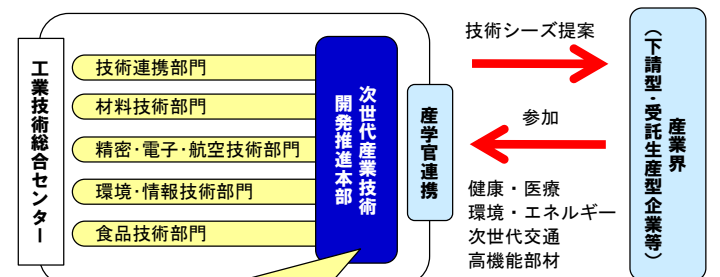 工業技術総合センター
技術連携部門
材料技術部門
精密・電子・航空技術部門
環境・情報技術部門
食品技術部門
次世代産業技術
開発推進本部
産学官連携
技術シーズ提案
参加
健康・医療
環境・エネルギー
次世代交通
高機能部材
産業界
（下請型・受託生産型企業等）